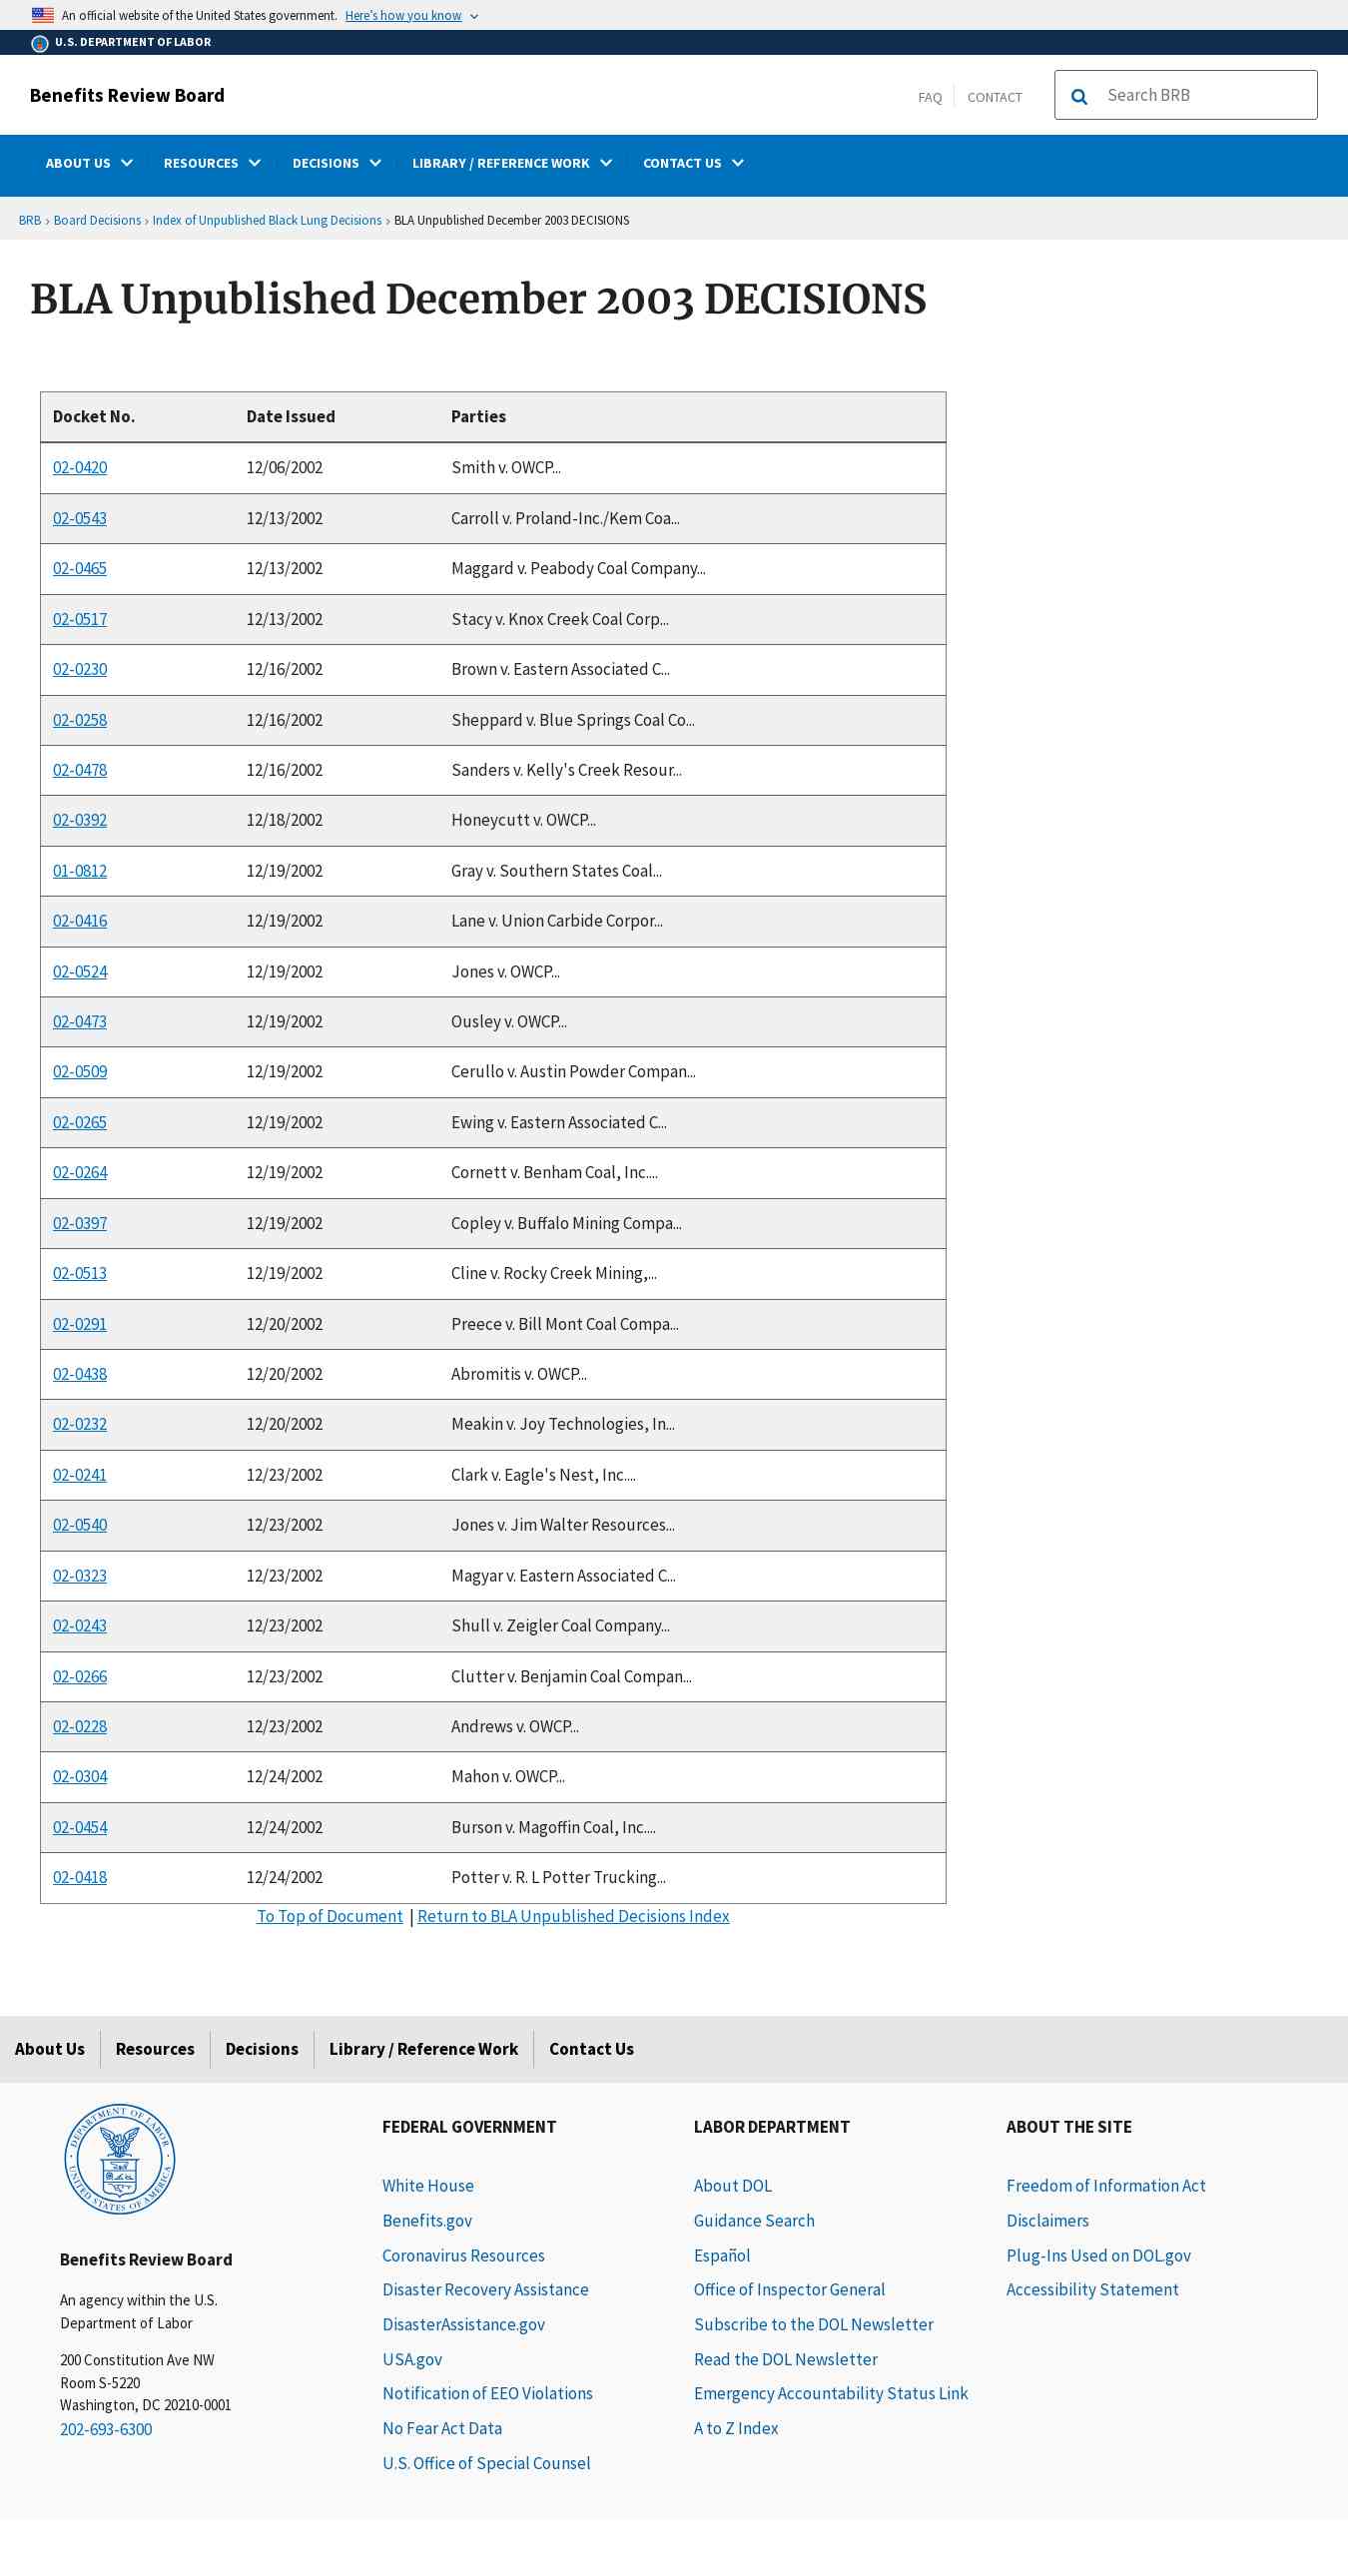 An official website of the United States government. Here's how you know
U.S. DEPARTMENT OF LABOR
Benefits Review Board
FAQ CONTACT Search BRB
ABOUT US RESOURCES DECISIONS LIBRARY / REFERENCE WORK CONTACT US
BRB › Board Decisions › Index of Unpublished Black Lung Decisions › BLA Unpublished December 2003 DECISIONS
BLA Unpublished December 2003 DECISIONS
Docket No. Date Issued Parties
02-0420 12/06/2002 Smith v. OWCP...
02-0543 12/13/2002 Carroll v. Proland-Inc./Kem Coa...
02-0465 12/13/2002 Maggard v. Peabody Coal Company...
02-0517 12/13/2002 Stacy v. Knox Creek Coal Corp...
02-0230 12/16/2002 Brown v. Eastern Associated C...
02-0258 12/16/2002 Sheppard v. Blue Springs Coal Co...
02-0478 12/16/2002 Sanders v. Kelly's Creek Resour...
02-0392 12/18/2002 Honeycutt v. OWCP...
01-0812 12/19/2002 Gray v. Southern States Coal...
02-0416 12/19/2002 Lane v. Union Carbide Corpor...
02-0524 12/19/2002 Jones v. OWCP...
02-0473 12/19/2002 Ousley v. OWCP...
02-0509 12/19/2002 Cerullo v. Austin Powder Compan...
02-0265 12/19/2002 Ewing v. Eastern Associated C...
02-0264 12/19/2002 Cornett v. Benham Coal, Inc....
02-0397 12/19/2002 Copley v. Buffalo Mining Compa...
02-0513 12/19/2002 Cline v. Rocky Creek Mining,...
02-0291 12/20/2002 Preece v. Bill Mont Coal Compa...
02-0438 12/20/2002 Abromitis v. OWCP...
02-0232 12/20/2002 Meakin v. Joy Technologies, In...
02-0241 12/23/2002 Clark v. Eagle's Nest, Inc....
02-0540 12/23/2002 Jones v. Jim Walter Resources...
02-0323 12/23/2002 Magyar v. Eastern Associated C...
02-0243 12/23/2002 Shull v. Zeigler Coal Company...
02-0266 12/23/2002 Clutter v. Benjamin Coal Compan...
02-0228 12/23/2002 Andrews v. OWCP...
02-0304 12/24/2002 Mahon v. OWCP...
02-0454 12/24/2002 Burson v. Magoffin Coal, Inc....
02-0418 12/24/2002 Potter v. R. L Potter Trucking...
To Top of Document | Return to BLA Unpublished Decisions Index
About Us Resources Decisions Library / Reference Work Contact Us
DEPARTMENT OF LABOR
UNITED STATES OF AMERICA
Benefits Review Board
An agency within the U.S.
Department of Labor
200 Constitution Ave NW
Room S-5220
Washington, DC 20210-0001
202-693-6300
FEDERAL GOVERNMENT
White House
Benefits.gov
Coronavirus Resources
Disaster Recovery Assistance
DisasterAssistance.gov
USA.gov
Notification of EEO Violations
No Fear Act Data
U.S. Office of Special Counsel
LABOR DEPARTMENT
About DOL
Guidance Search
Español
Office of Inspector General
Subscribe to the DOL Newsletter
Read the DOL Newsletter
Emergency Accountability Status Link
A to Z Index
ABOUT THE SITE
Freedom of Information Act
Disclaimers
Plug-Ins Used on DOL.gov
Accessibility Statement